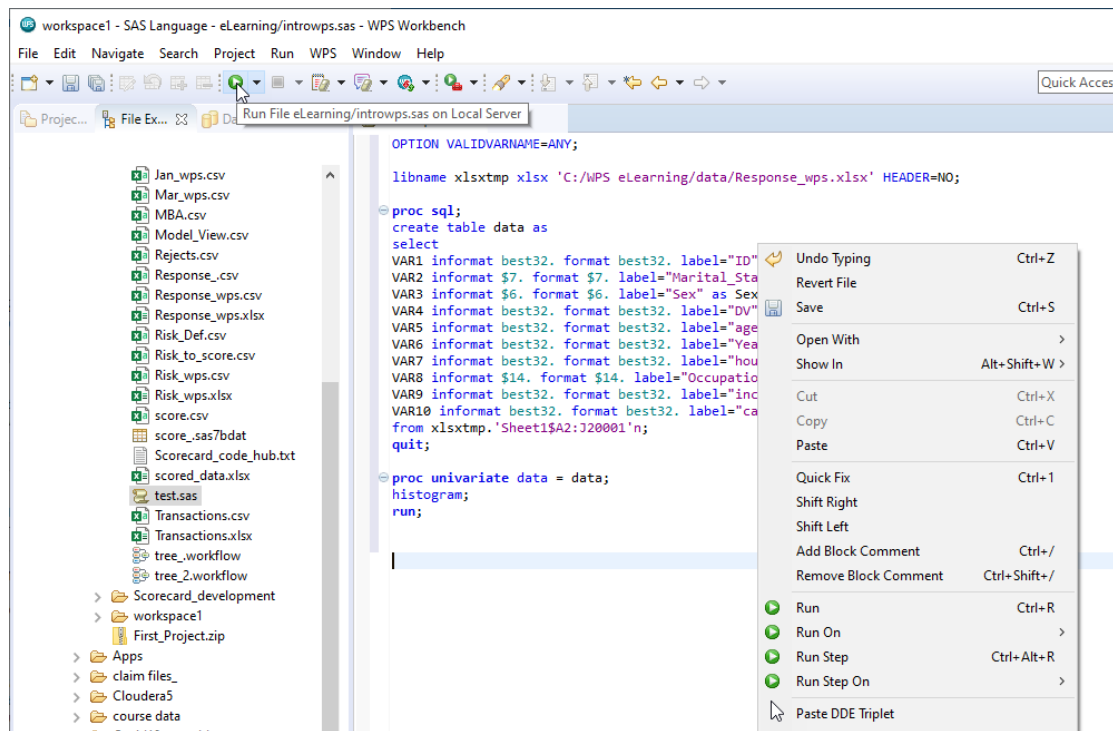 workspace1 - SAS Language - eLearning/introwps.sas - WPS Workbench
File Edit Navigate Search Project Run WPS Window Help
Quick Acces
Projec... File Ex... Da
Run File eLearning/introwps.sas on Local Server
Jan_wps.csv
Mar_wps.csv
MBA.csv
Model_View.csv
Rejects.csv
Response_.csv
Response_wps.csv
Response_wps.xlsx
Risk_Def.csv
Risk_to_score.csv
Risk_wps.csv
Risk_wps.xlsx
score.csv
score_.sas7bdat
Scorecard_code_hub.txt
scored_data.xlsx
test.sas
Transactions.csv
Transactions.xlsx
tree_.workflow
tree_2.workflow
Scorecard_development
workspace1
First_Project.zip
Apps
claim files_
Cloudera5
course data
OPTION VALIDVARNAME=ANY;
libname xlsxtmp xlsx 'C:/WPS eLearning/data/Response_wps.xlsx' HEADER=NO;
proc sql;
create table data as
select
VAR1 informat best32. format best32. label="ID"
VAR2 informat $7. format $7. label="Marital_Sta
VAR3 informat $6. format $6. label="Sex" as Sex
VAR4 informat best32. format best32. label="DV"
VAR5 informat best32. format best32. label="age
VAR6 informat best32. format best32. label="Yea
VAR7 informat best32. format best32. label="hou
VAR8 informat $14. format $14. label="Occupatio
VAR9 informat best32. format best32. label="inc
VAR10 informat best32. format best32. label="ca
from xlsxtmp.'Sheet1$A2:J20001'n;
quit;
proc univariate data = data;
histogram;
run;
Undo Typing Ctrl+Z
Revert File
Save Ctrl+S
Open With >
Show In Alt+Shift+W >
Cut Ctrl+X
Copy Ctrl+C
Paste Ctrl+V
Quick Fix Ctrl+1
Shift Right
Shift Left
Add Block Comment Ctrl+/
Remove Block Comment Ctrl+Shift+/
Run Ctrl+R
Run On >
Run Step Ctrl+Alt+R
Run Step On >
Paste DDE Triplet